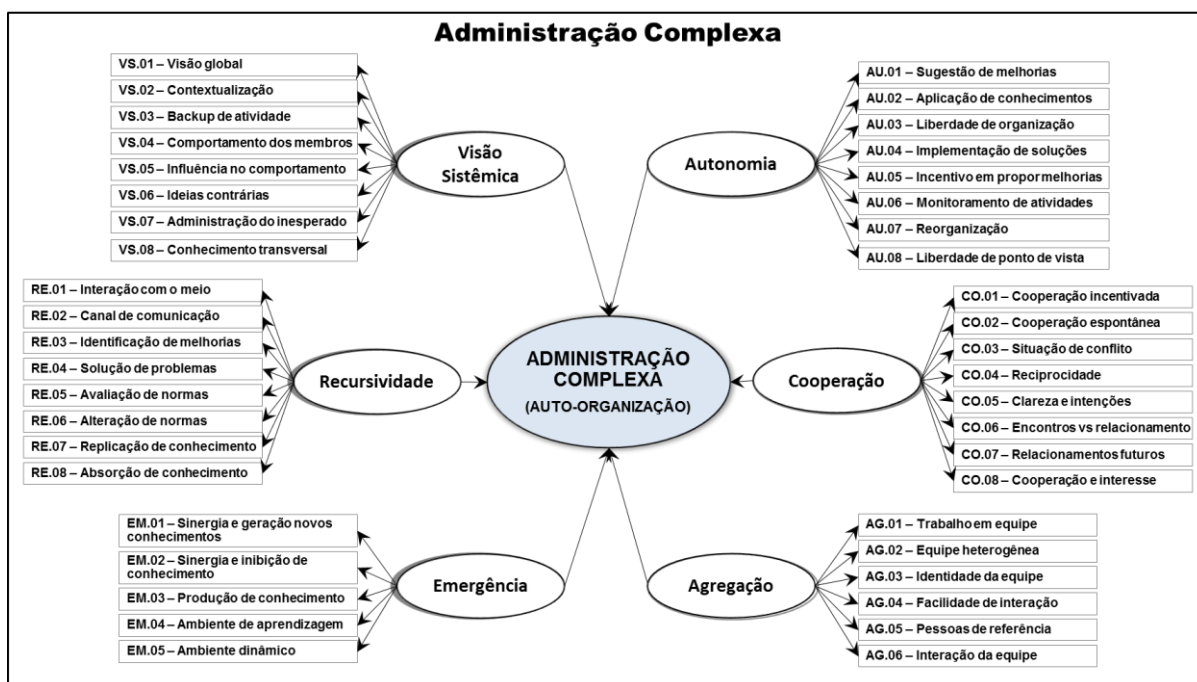 Administração Complexa
VS.01 – Visão global
VS.02 – Contextualização
VS.03 – Backup de atividade
VS.04 – Comportamento dos membros
VS.05 – Influência no comportamento
VS.06 – Ideias contrárias
VS.07 – Administração do inesperado
VS.08 – Conhecimento transversal
Visão
Sistêmica
Autonomia
AU.01 – Sugestão de melhorias
AU.02 – Aplicação de conhecimentos
AU.03 – Liberdade de organização
AU.04 – Implementação de soluções
AU.05 – Incentivo em propor melhorias
AU.06 – Monitoramento de atividades
AU.07 – Reorganização
AU.08 – Liberdade de ponto de vista
RE.01 – Interação com o meio
RE.02 – Canal de comunicação
RE.03 – Identificação de melhorias
RE.04 – Solução de problemas
RE.05 – Avaliação de normas
RE.06 – Alteração de normas
RE.07 – Replicação de conhecimento
RE.08 – Absorção de conhecimento
Recursividade
ADMINISTRAÇÃO
COMPLEXA
(AUTO-ORGANIZAÇÃO)
Cooperação
CO.01 – Cooperação incentivada
CO.02 – Cooperação espontânea
CO.03 – Situação de conflito
CO.04 – Reciprocidade
CO.05 – Clareza e intenções
CO.06 – Encontros vs relacionamento
CO.07 – Relacionamentos futuros
CO.08 – Cooperação e interesse
EM.01 – Sinergia e geração novos
conhecimentos
EM.02 – Sinergia e inibição de
conhecimento
EM.03 – Produção de conhecimento
EM.04 – Ambiente de aprendizagem
EM.05 – Ambiente dinâmico
Emergência
Agregação
AG.01 – Trabalho em equipe
AG.02 – Equipe heterogênea
AG.03 – Identidade da equipe
AG.04 – Facilidade de interação
AG.05 – Pessoas de referência
AG.06 – Interação da equipe